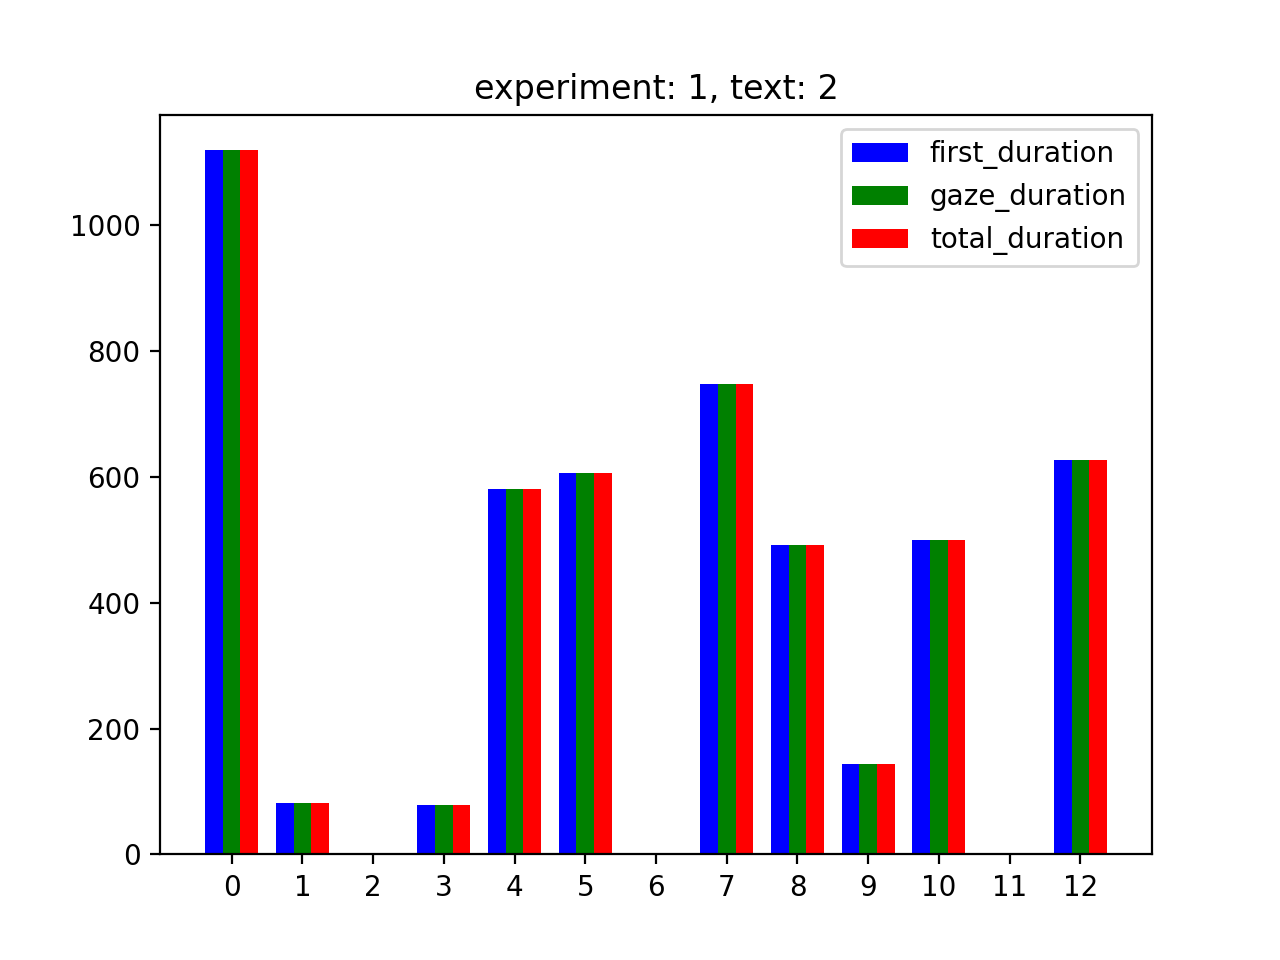 experiment: 1, text: 2
first_duration
gaze_duration
total_duration
1000
800
600
400
200
0
0 1 2 3 4 5 6 7 8 9 10 11 12